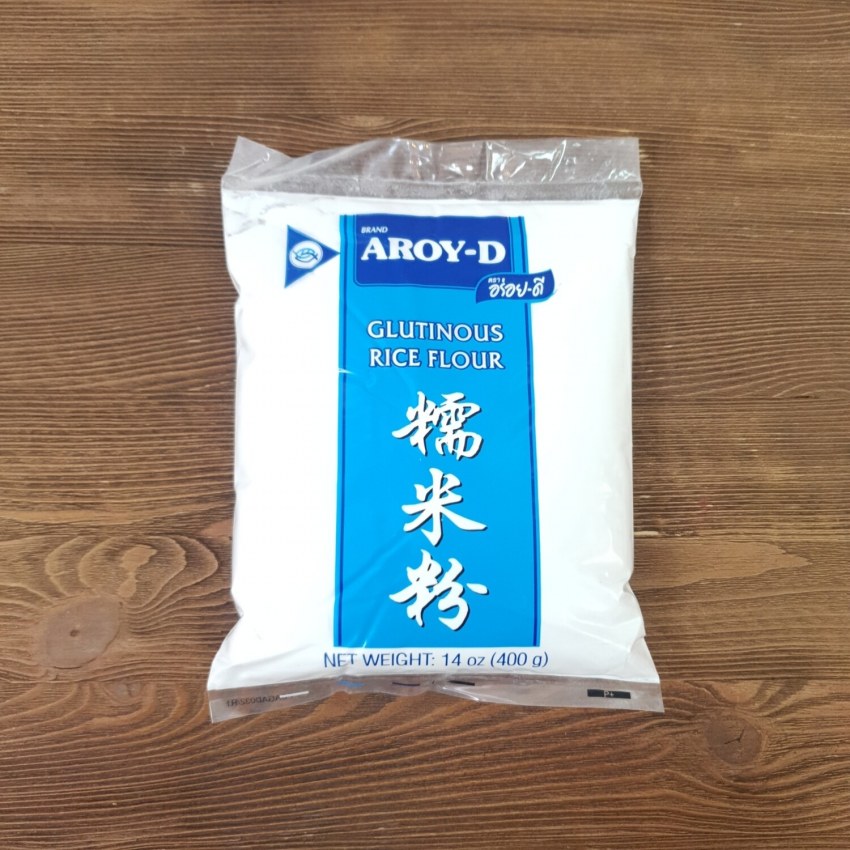 BRAND
AROY-D
ตรา
อร่อย-ดี
GLUTINOUS
RICE FLOUR
糯
米
粉
NET WEIGHT: 14 oz (400 g)
P+